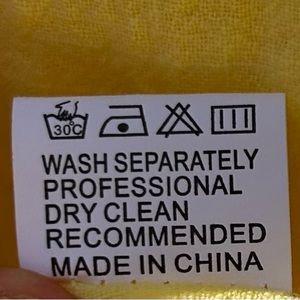 30°C
WASH SEPARATELY
PROFESSIONAL
DRY CLEAN
RECOMMENDED
MADE IN CHINA